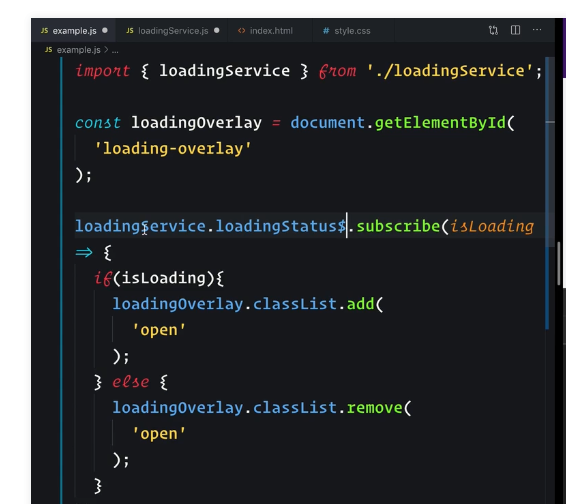 JS example.js ● JS loadingService.js ● <> index.html # style.css ...
JS example.js > ...
import { loadingService } from './loadingService';
const loadingOverlay = document.getElementById(
'loading-overlay'
);
loadingService.loadingStatus$.subscribe(isLoading
=> {
if(isLoading){
loadingOverlay.classList.add(
'open'
);
} else {
loadingOverlay.classList.remove(
'open'
);
}